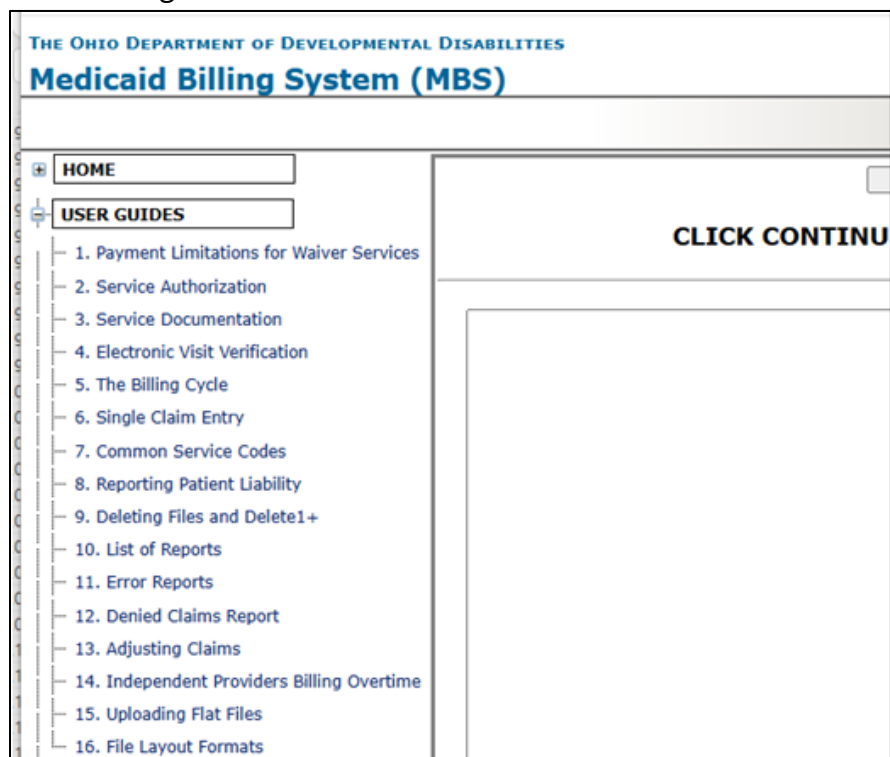 THE OHIO DEPARTMENT OF DEVELOPMENTAL DISABILITIES
Medicaid Billing System (MBS)
HOME
USER GUIDES
1. Payment Limitations for Waiver Services
CLICK CONTINU
2. Service Authorization
3. Service Documentation
4. Electronic Visit Verification
5. The Billing Cycle
6. Single Claim Entry
7. Common Service Codes
8. Reporting Patient Liability
9. Deleting Files and Delete1+
10. List of Reports
11. Error Reports
12. Denied Claims Report
13. Adjusting Claims
14. Independent Providers Billing Overtime
15. Uploading Flat Files
16. File Layout Formats